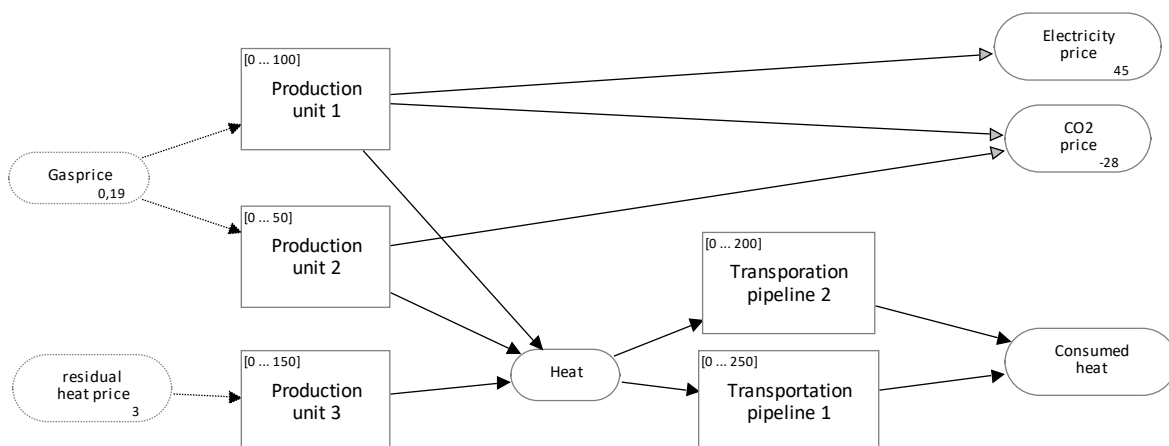 [0 ... 100]
Production
unit 1
Electricity
price
45
CO2
price
-28
Gasprice
0,19
[0 ... 50]
Production
unit 2
[0 ... 200]
Transporation
pipeline 2
residual
heat price
3
[0 ... 150]
Production
unit 3
Heat
[0 ... 250]
Transportation
pipeline 1
Consumed
heat